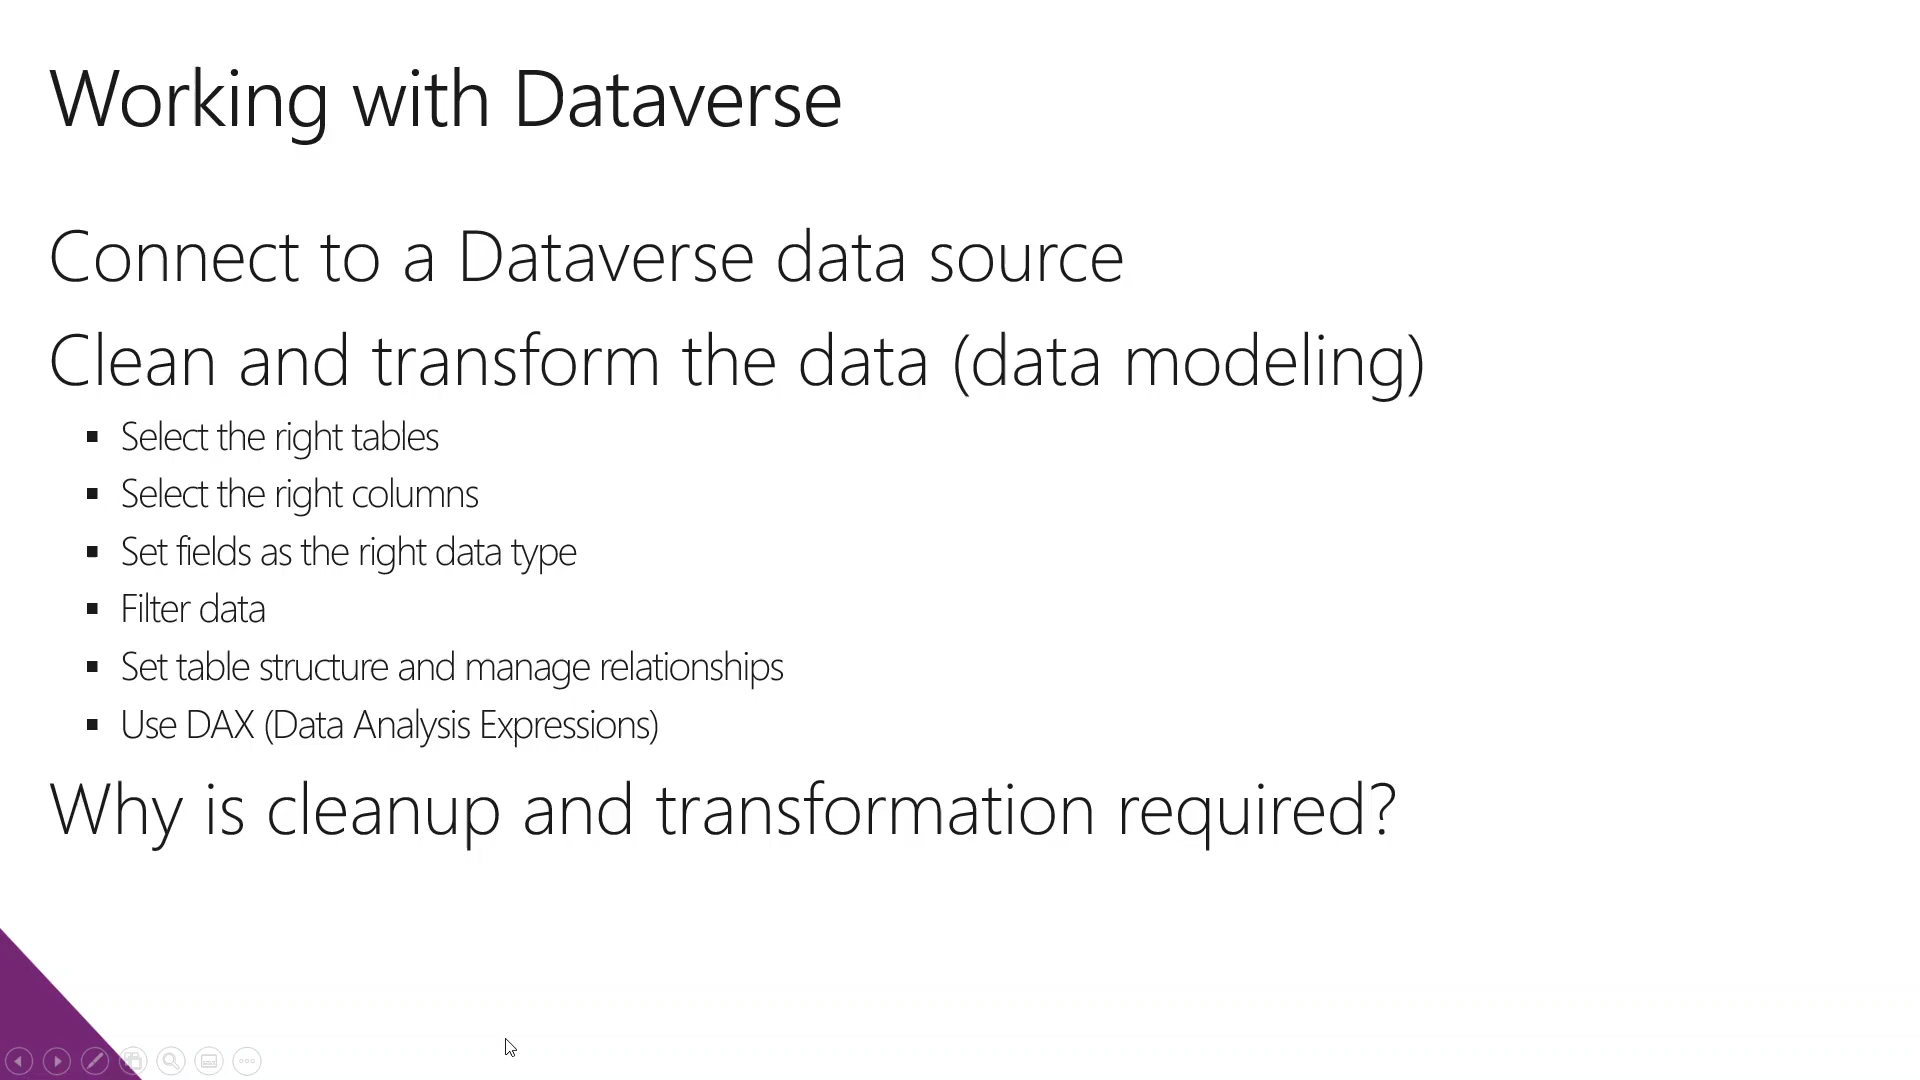 Working with Dataverse
Connect to a Dataverse data source
Clean and transform the data (data modeling)
▪ Select the right tables
▪ Select the right columns
▪ Set fields as the right data type
▪ Filter data
▪ Set table structure and manage relationships
▪ Use DAX (Data Analysis Expressions)
Why is cleanup and transformation required?